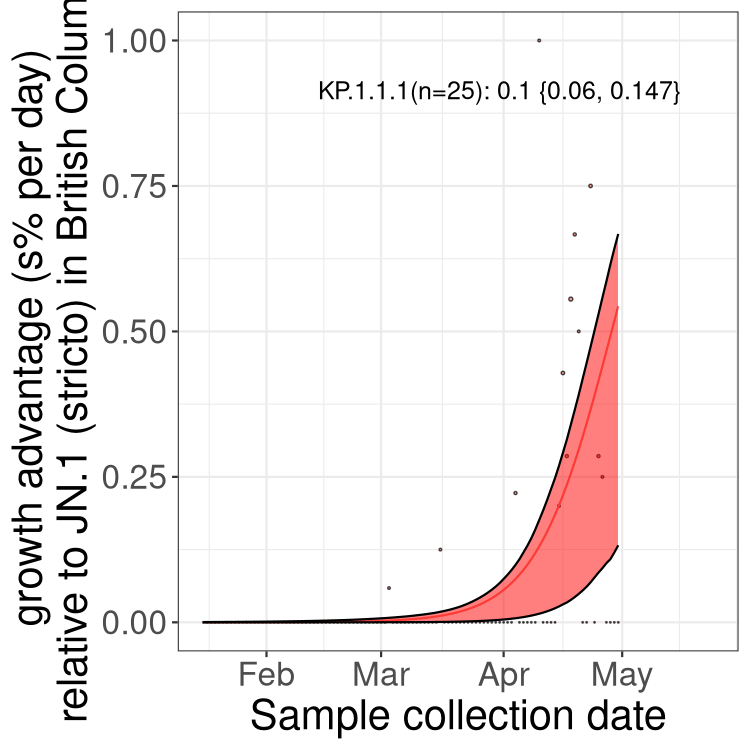 growth advantage (s% per day)
relative to JN.1 (stricto) in British Colum
1.00
0.75
0.50
0.25
0.00
KP.1.1.1(n=25): 0.1 {0.06, 0.147}
Feb Mar Apr May
Sample collection date